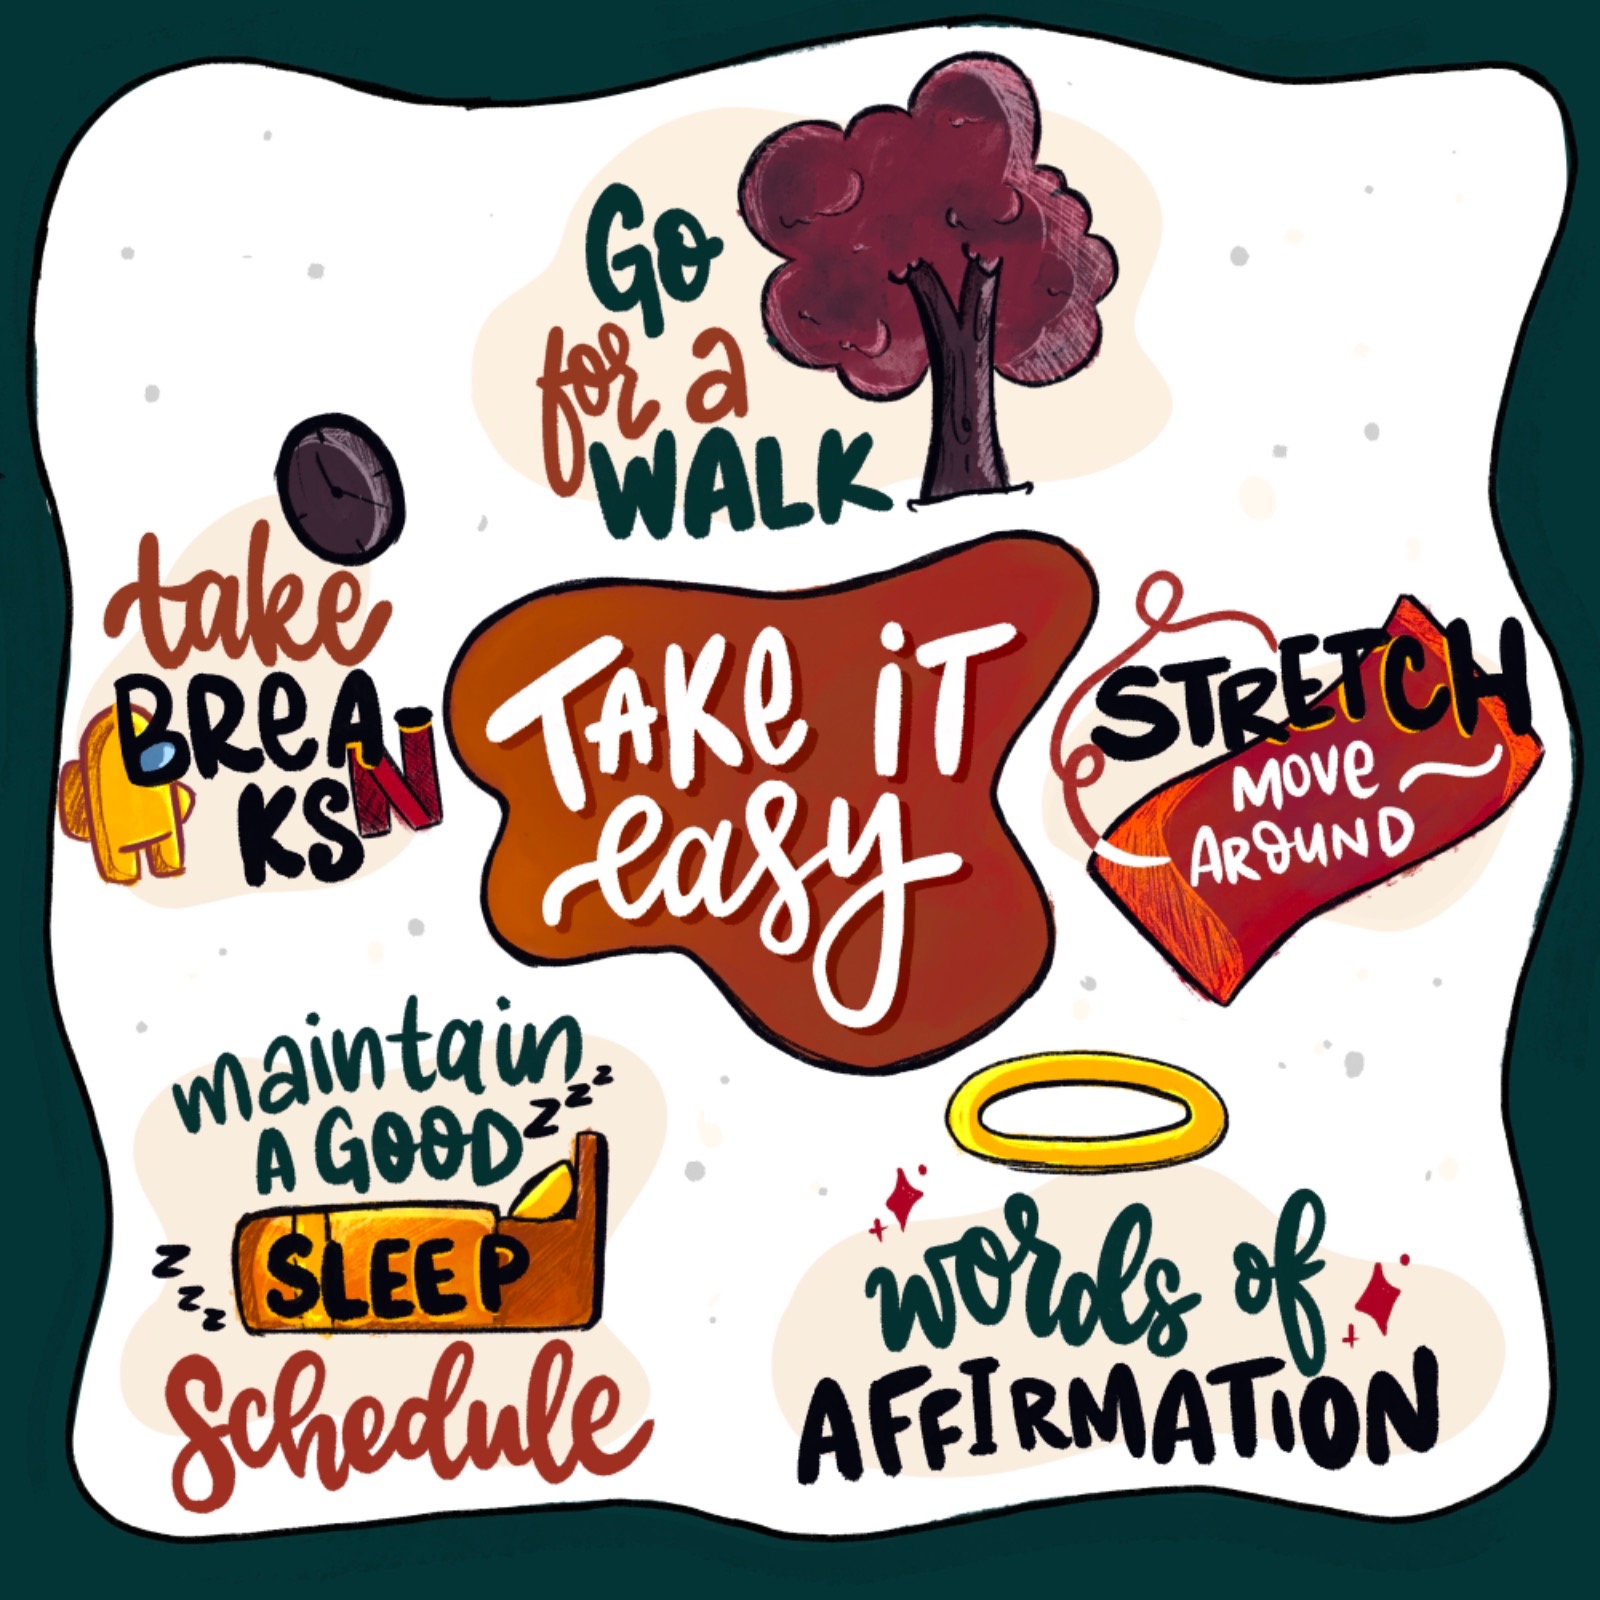 Go
for a
WALK
take
BREA
KS
TAKE iT
easy
STRETCH
MOVE
AROUND
maintain
A GOOD
zzzz
SLEEP
zzz
Schedule
words of
AFFIRMATION